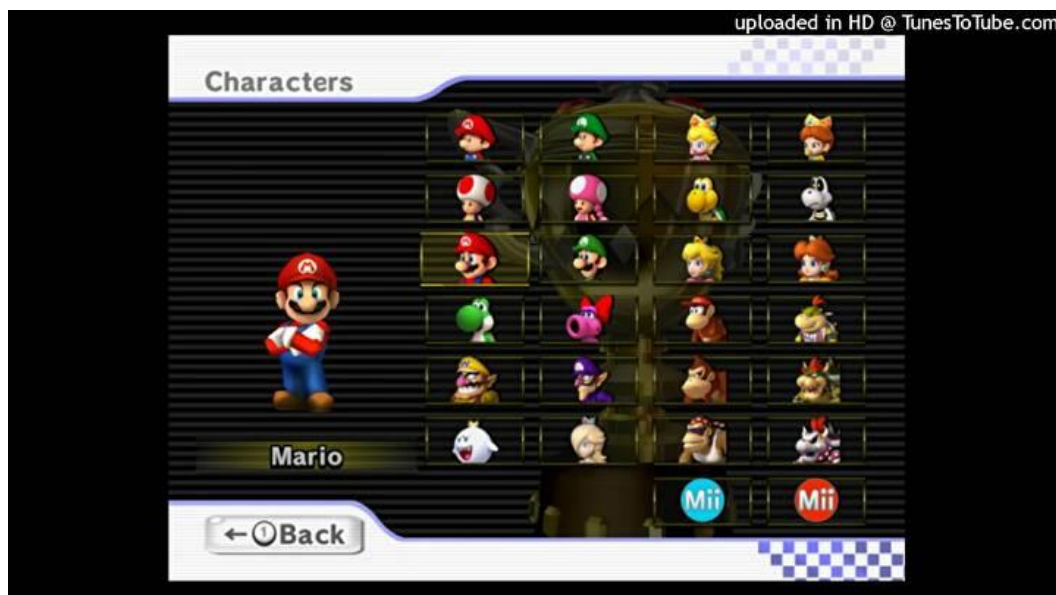 uploaded in HD @ TunesToTube.com
Characters
Mario
Mii Mii
←①Back